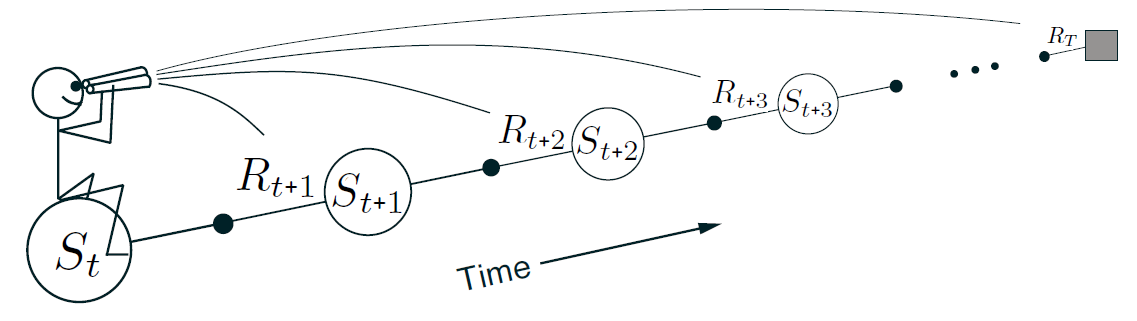 S_t
R_{t+1}
S_{t+1}
R_{t+2}
S_{t+2}
R_{t+3}
S_{t+3}
R_T
Time